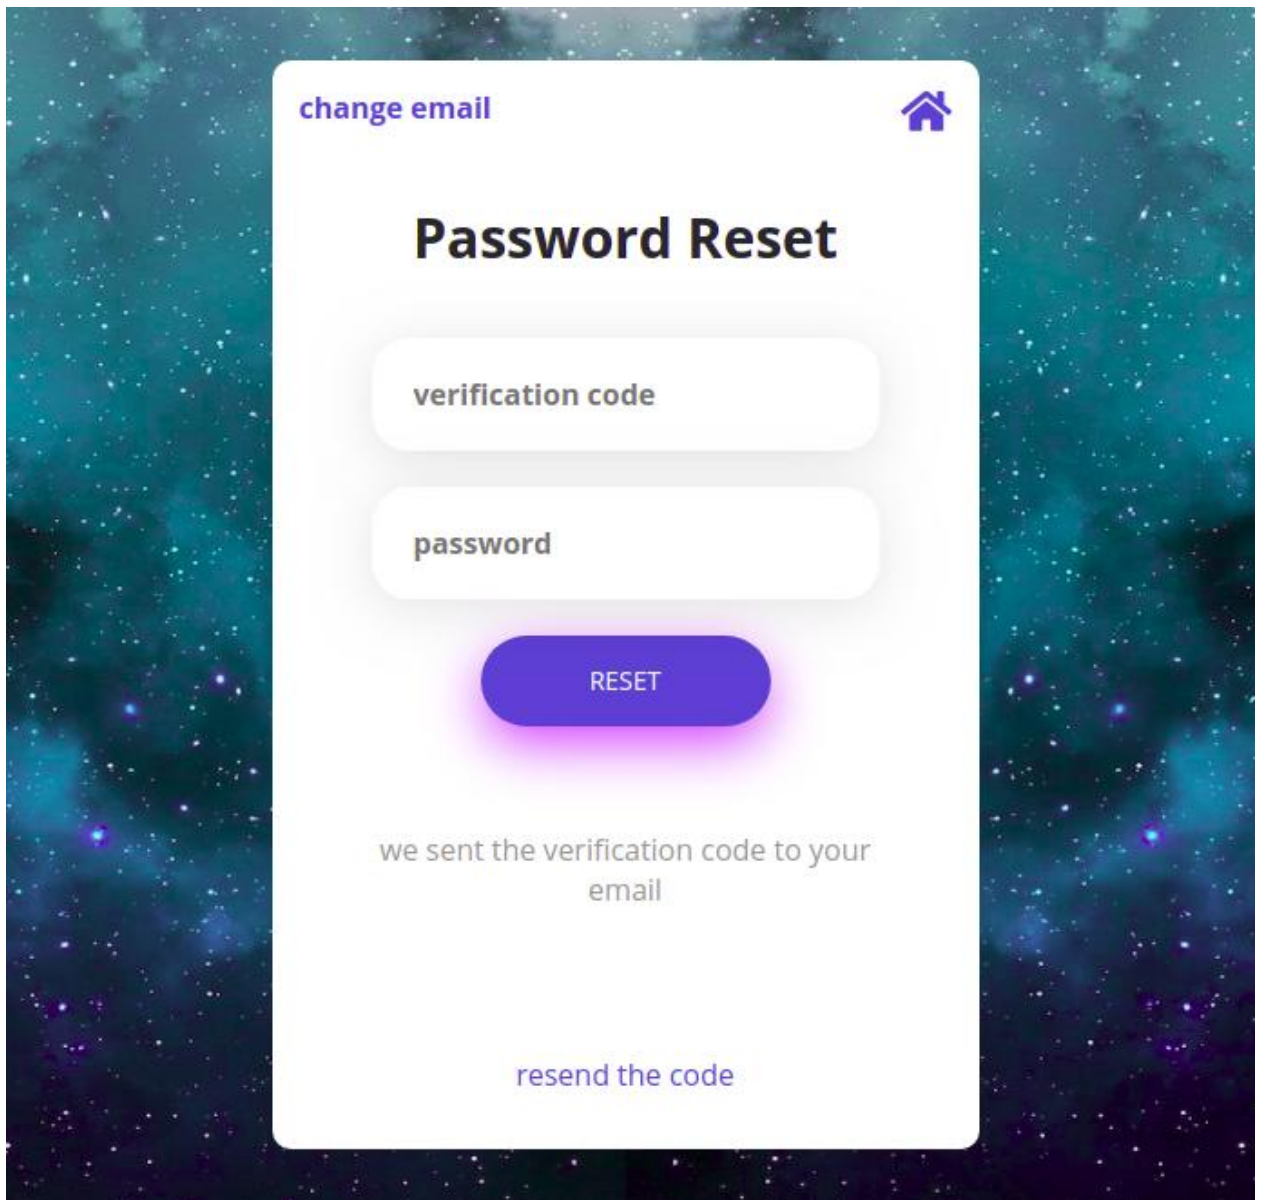 change email
Password Reset
verification code
password
RESET
we sent the verification code to your
email
resend the code